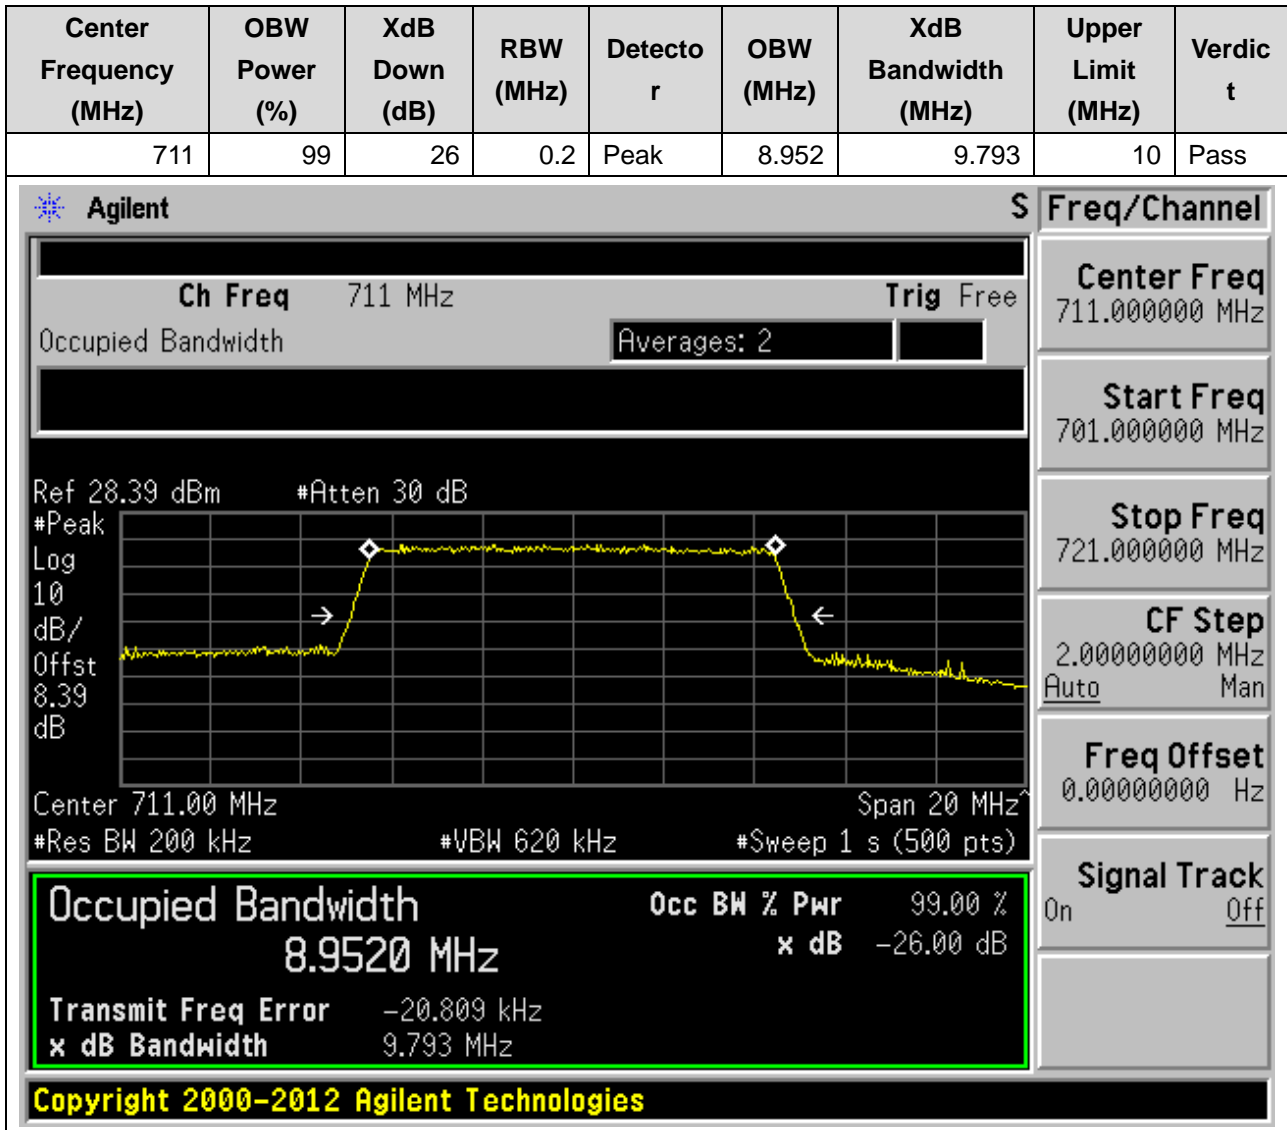 Center Frequency (MHz) OBW Power (%) XdB Down (dB) RBW (MHz) Detector OBW (MHz) XdB Bandwidth (MHz) Upper Limit (MHz) Verdict
711 99 26 0.2 Peak 8.952 9.793 10 Pass
Agilent S Freq/Channel
Ch Freq 711 MHz Trig Free
Occupied Bandwidth Averages: 2
Center Freq
711.000000 MHz
Start Freq
701.000000 MHz
Stop Freq
721.000000 MHz
CF Step
2.00000000 MHz
Auto Man
Freq Offset
0.00000000 Hz
Signal Track
On Off
Ref 28.39 dBm #Atten 30 dB
#Peak
Log
10
dB/
Offst
8.39
dB
Center 711.00 MHz Span 20 MHz^
#Res BW 200 kHz #VBW 620 kHz #Sweep 1 s (500 pts)
Occupied Bandwidth Occ BW % Pwr 99.00 %
8.9520 MHz x dB -26.00 dB
Transmit Freq Error -20.809 kHz
x dB Bandwidth 9.793 MHz
Copyright 2000-2012 Agilent Technologies